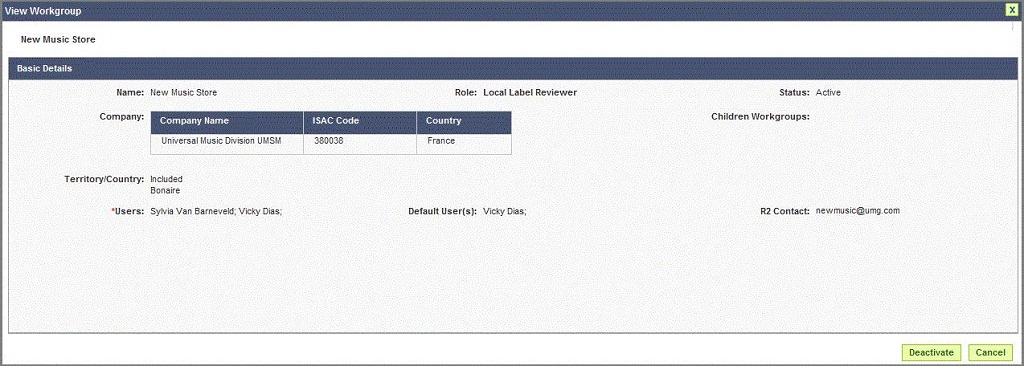 View Workgroup X
New Music Store
Basic Details
Name: New Music Store Role: Local Label Reviewer Status: Active
Company: Company Name ISAC Code Country Children Workgroups:
Universal Music Division UMSM 380038 France
Territory/Country: Included
Bonaire
*Users: Sylvia Van Barneveld; Vicky Dias; Default User(s): Vicky Dias; R2 Contact: newmusic@umg.com
Deactivate Cancel